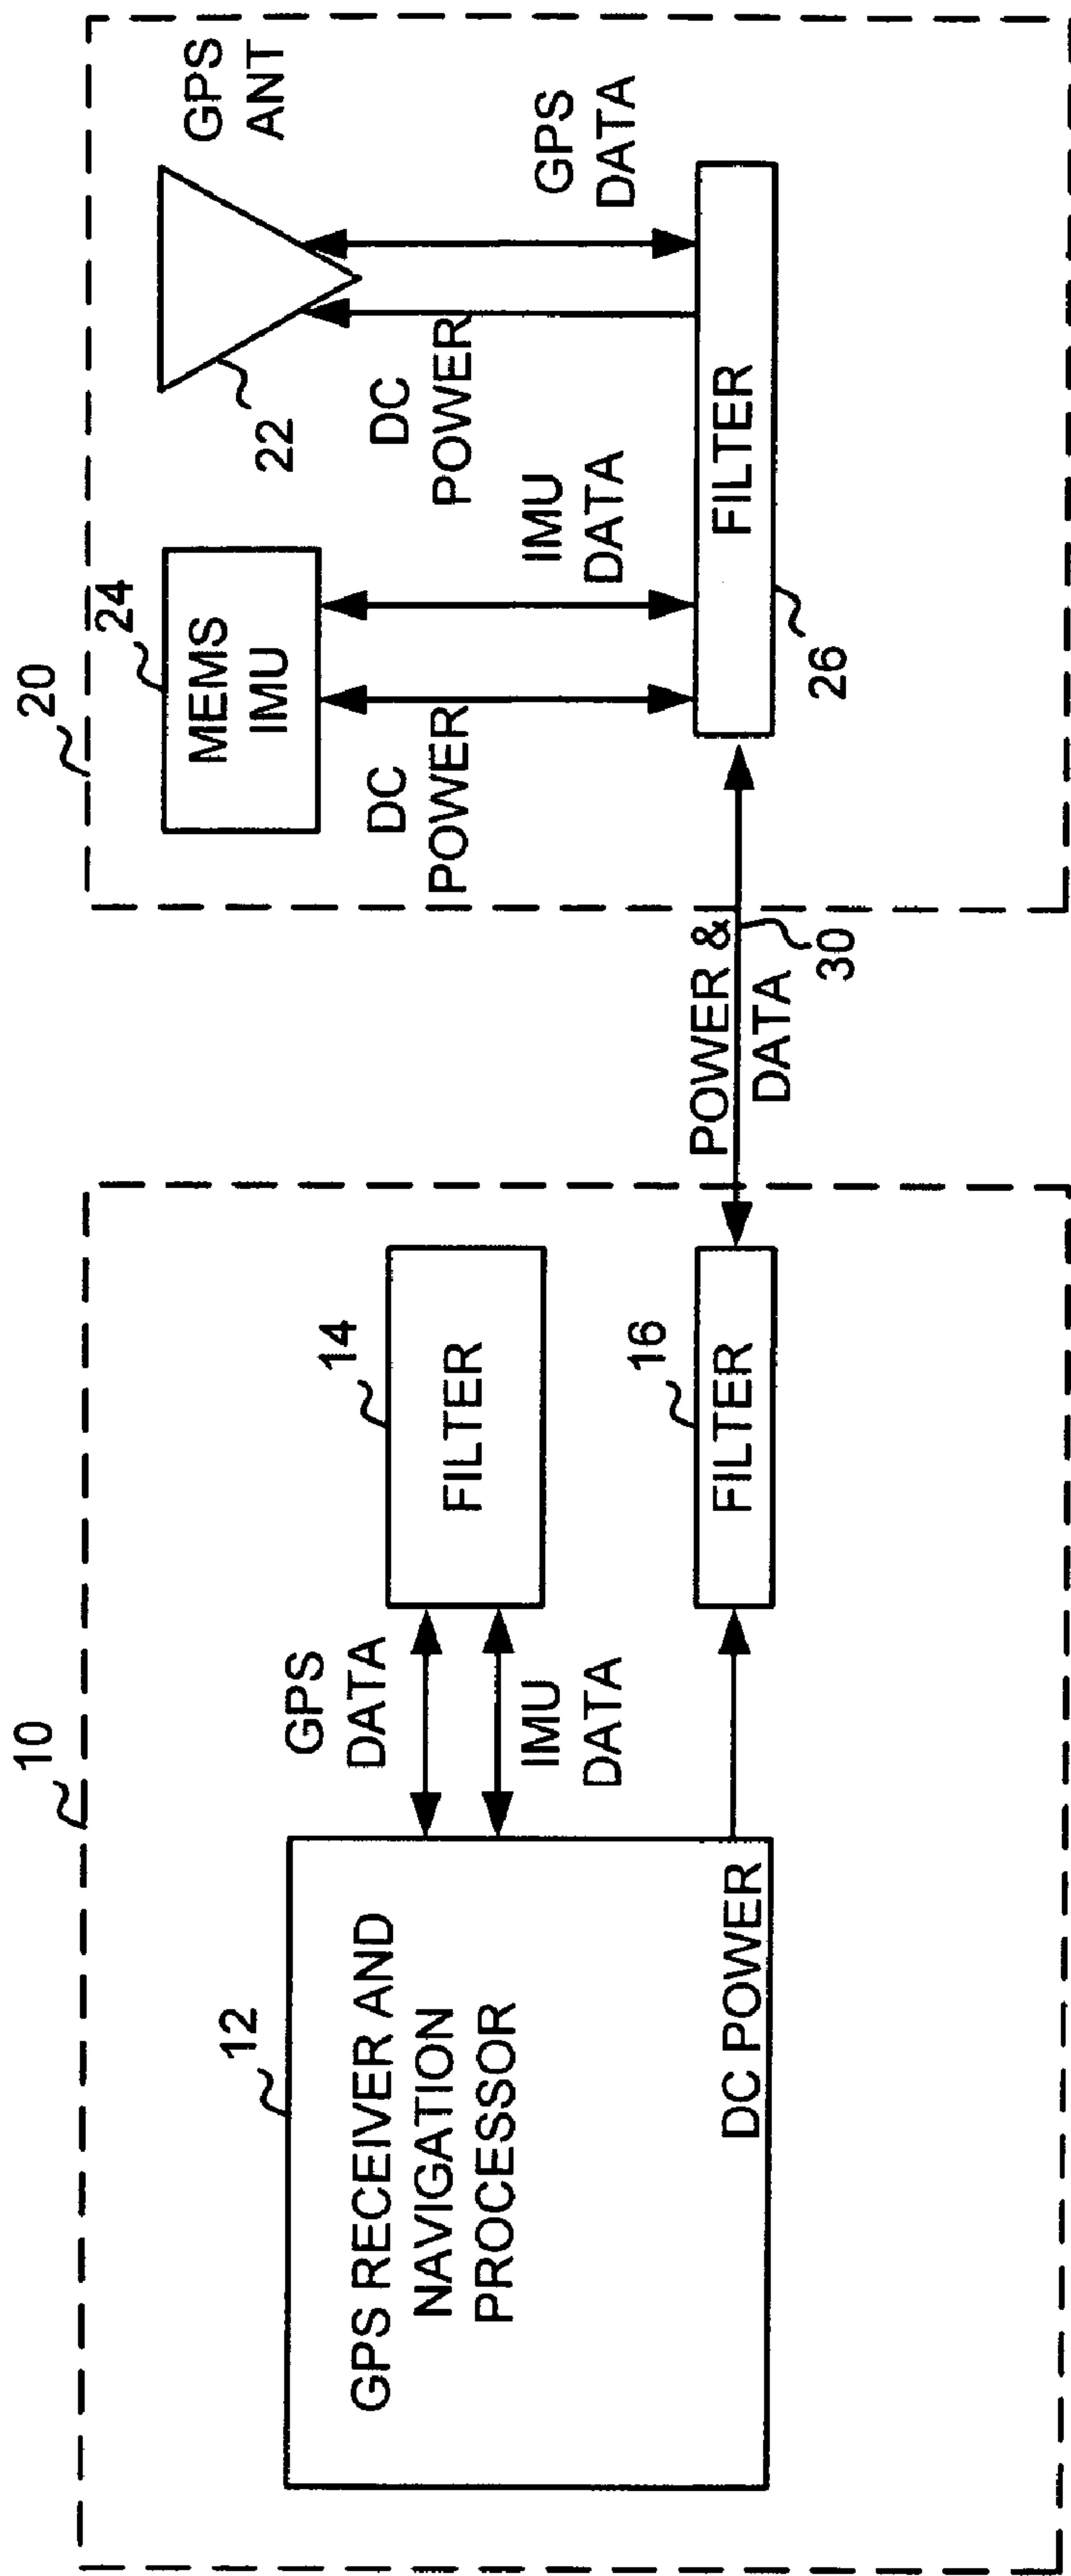 10
12
GPS RECEIVER AND
NAVIGATION
PROCESSOR
DC POWER
GPS
DATA
IMU
DATA
14
FILTER
16
FILTER
POWER &
DATA
30
20
24
MEMS
IMU
DC
POWER
IMU
DATA
22
DC
POWER
GPS
ANT
GPS
DATA
FILTER
26